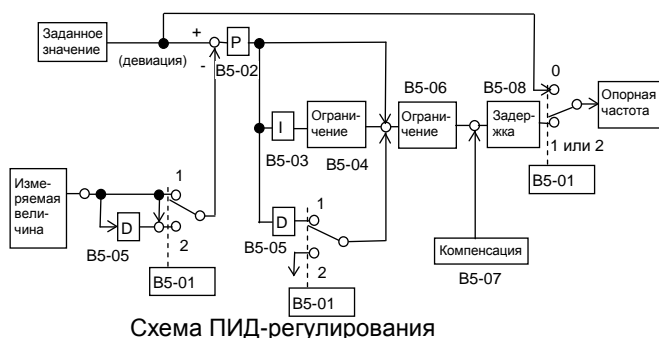 Заданное
значение
+
-
(девиация)
P
B5-02
I
B5-03
Ограни-
чение
B5-04
B5-06
Ограни-
чение
B5-08
Задер-
жка
0
1 или 2
B5-01
Опорная
частота
Измеря-
емая
вели-
чина
D
B5-05
1
2
B5-01
D
B5-05
1
2
B5-01
Компенсация
B5-07
Схема ПИД-регулирования